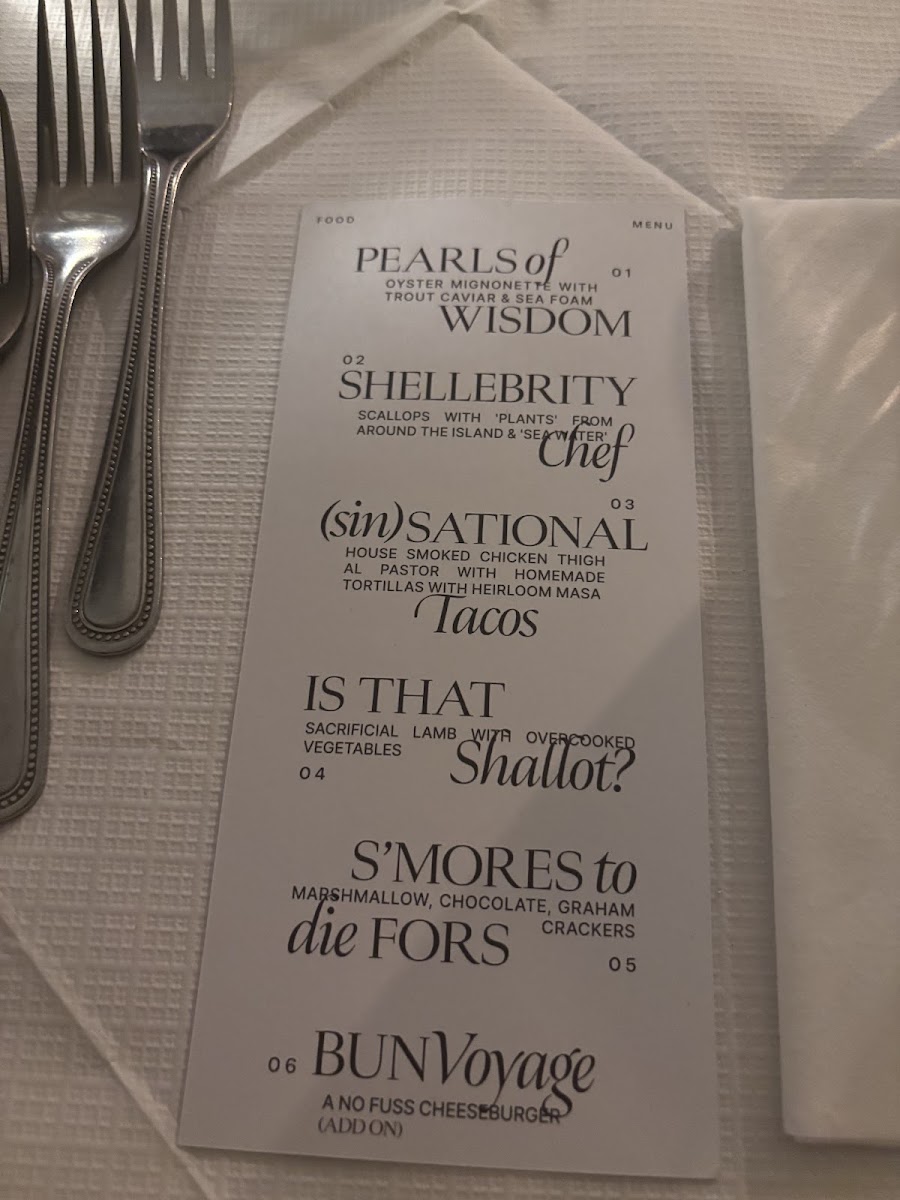 FOOD
MENU
PEARLS of
01
OYSTER MIGNONETTE WITH
TROUT CAVIAR & SEA FOAM
WISDOM
02
SHELLEBRITY
SCALLOPS WITH 'PLANTS' FROM
AROUND THE ISLAND & 'SEA WATER'
Chef
03
(sin)SATIONAL
HOUSE SMOKED CHICKEN THIGH
AL PASTOR WITH HOMEMADE
TORTILLAS WITH HEIRLOOM MASA
Tacos
IS THAT
SACRIFICIAL LAMB WITH OVERCOOKED
VEGETABLES
Shallot?
04
S'MORES to
MARSHMALLOW, CHOCOLATE, GRAHAM
CRACKERS
die FORS
05
06
BUN Voyage
A NO FUSS CHEESEBURGER
(ADD ON)